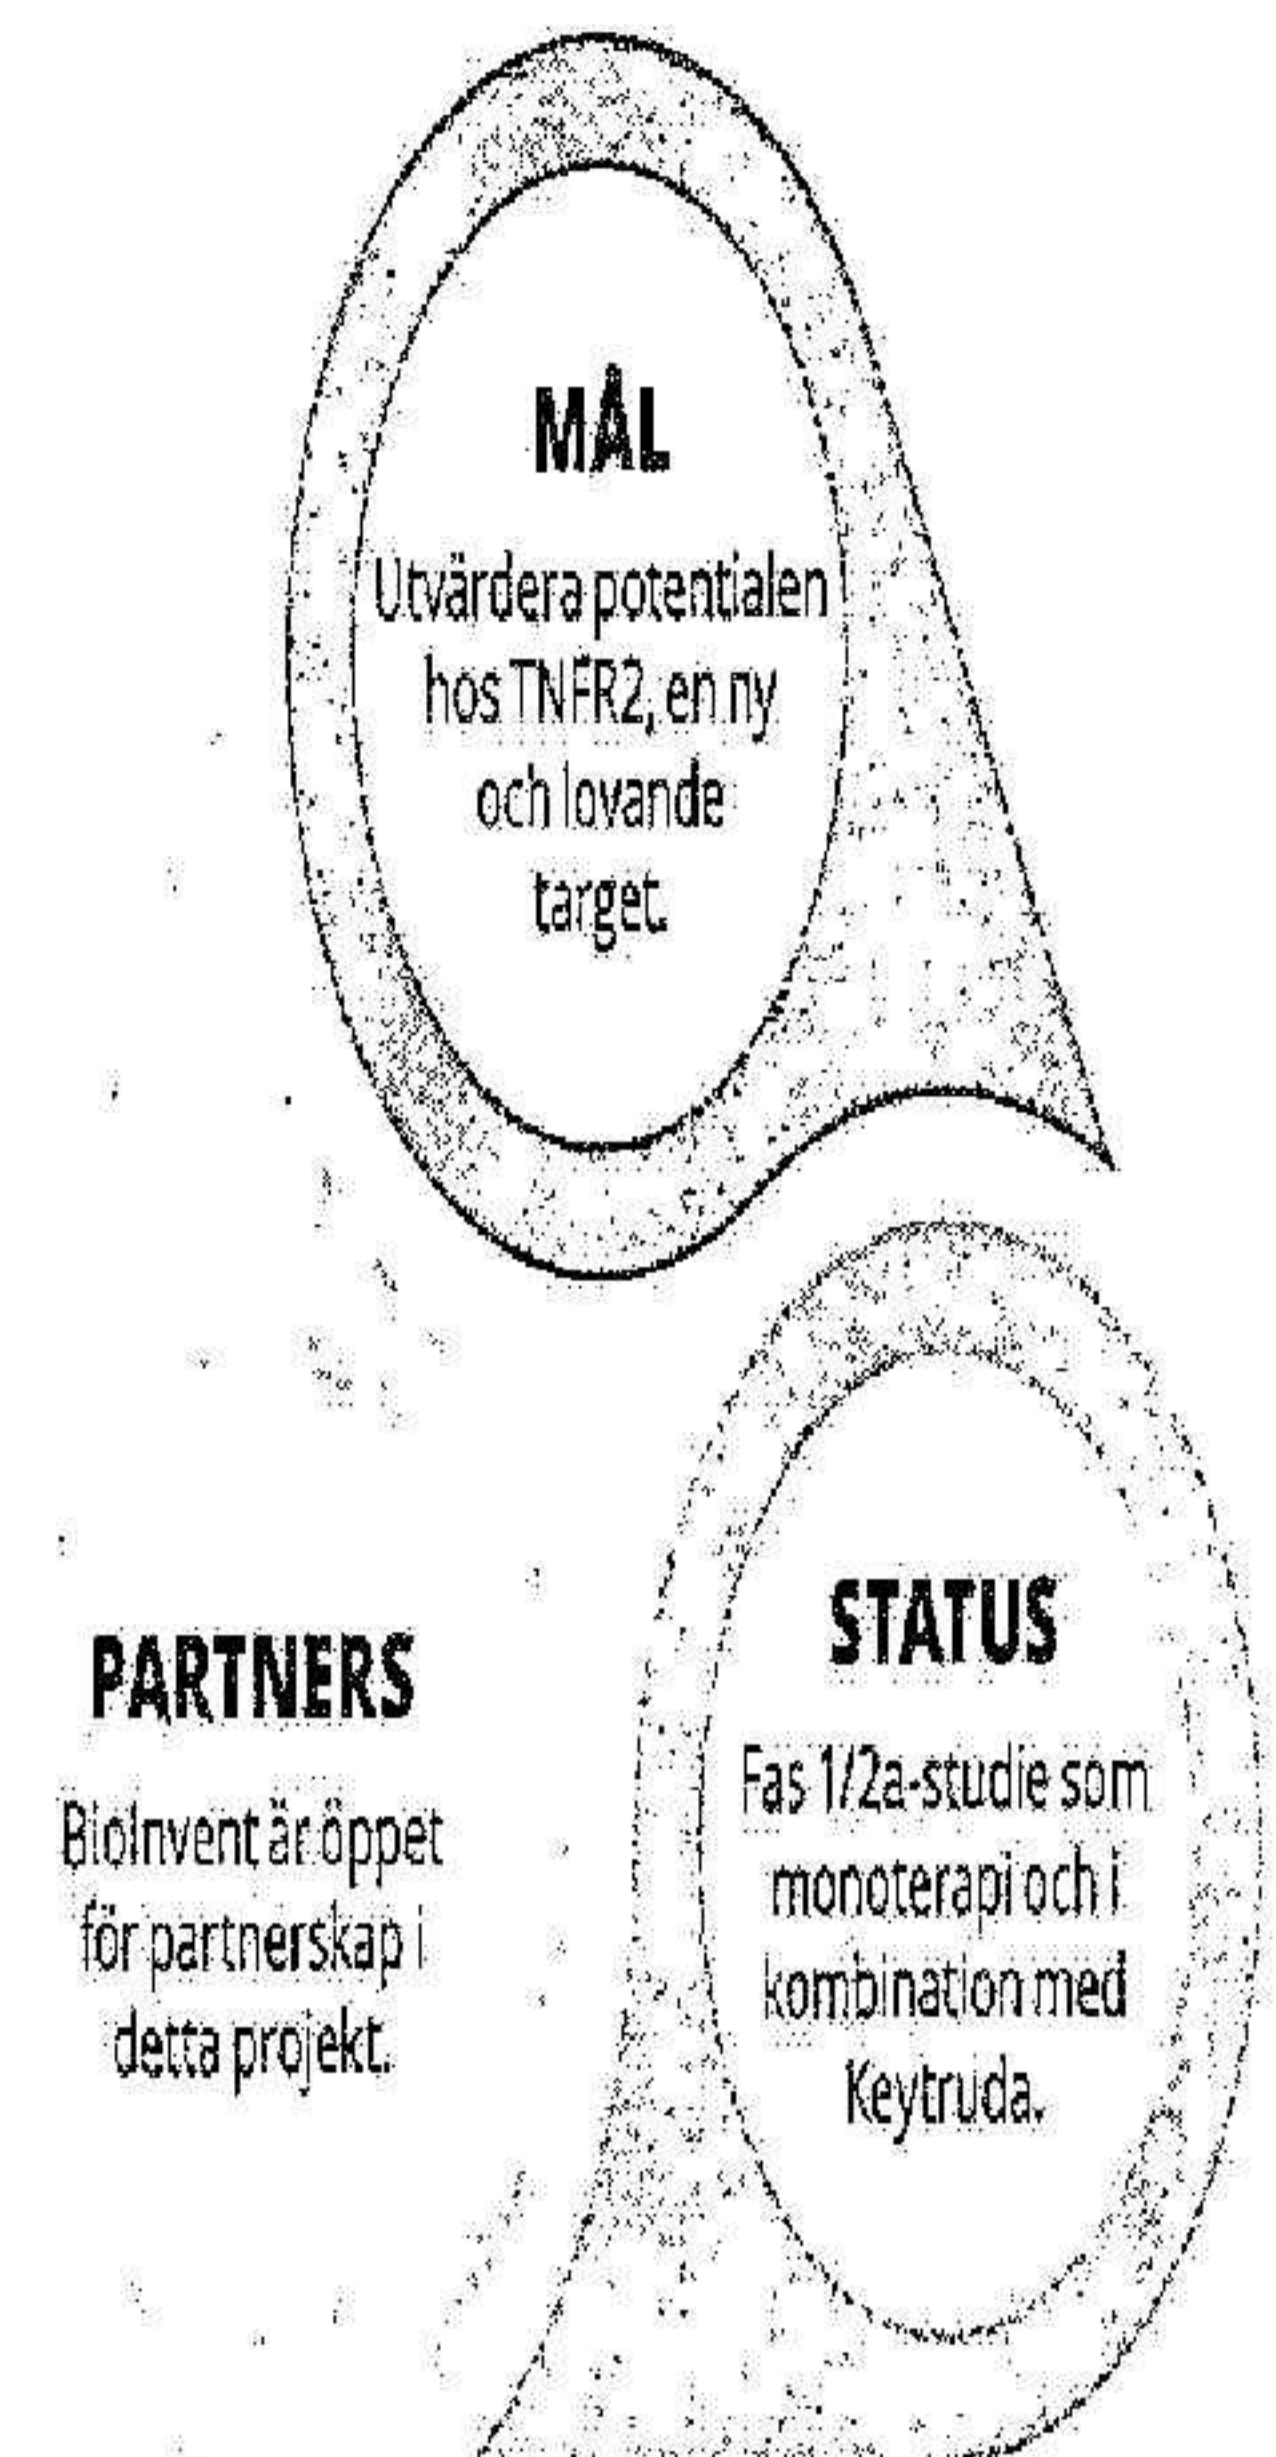 MÅL
Utvärdera potentialen
hos TNFR2, en ny
och lovande
target.
PARTNERS
BioInvent är öppet
för partnerskap i
detta projekt.
STATUS
Fas 1/2a-studie som
monoterapi och i
kombination med
Keytruda.